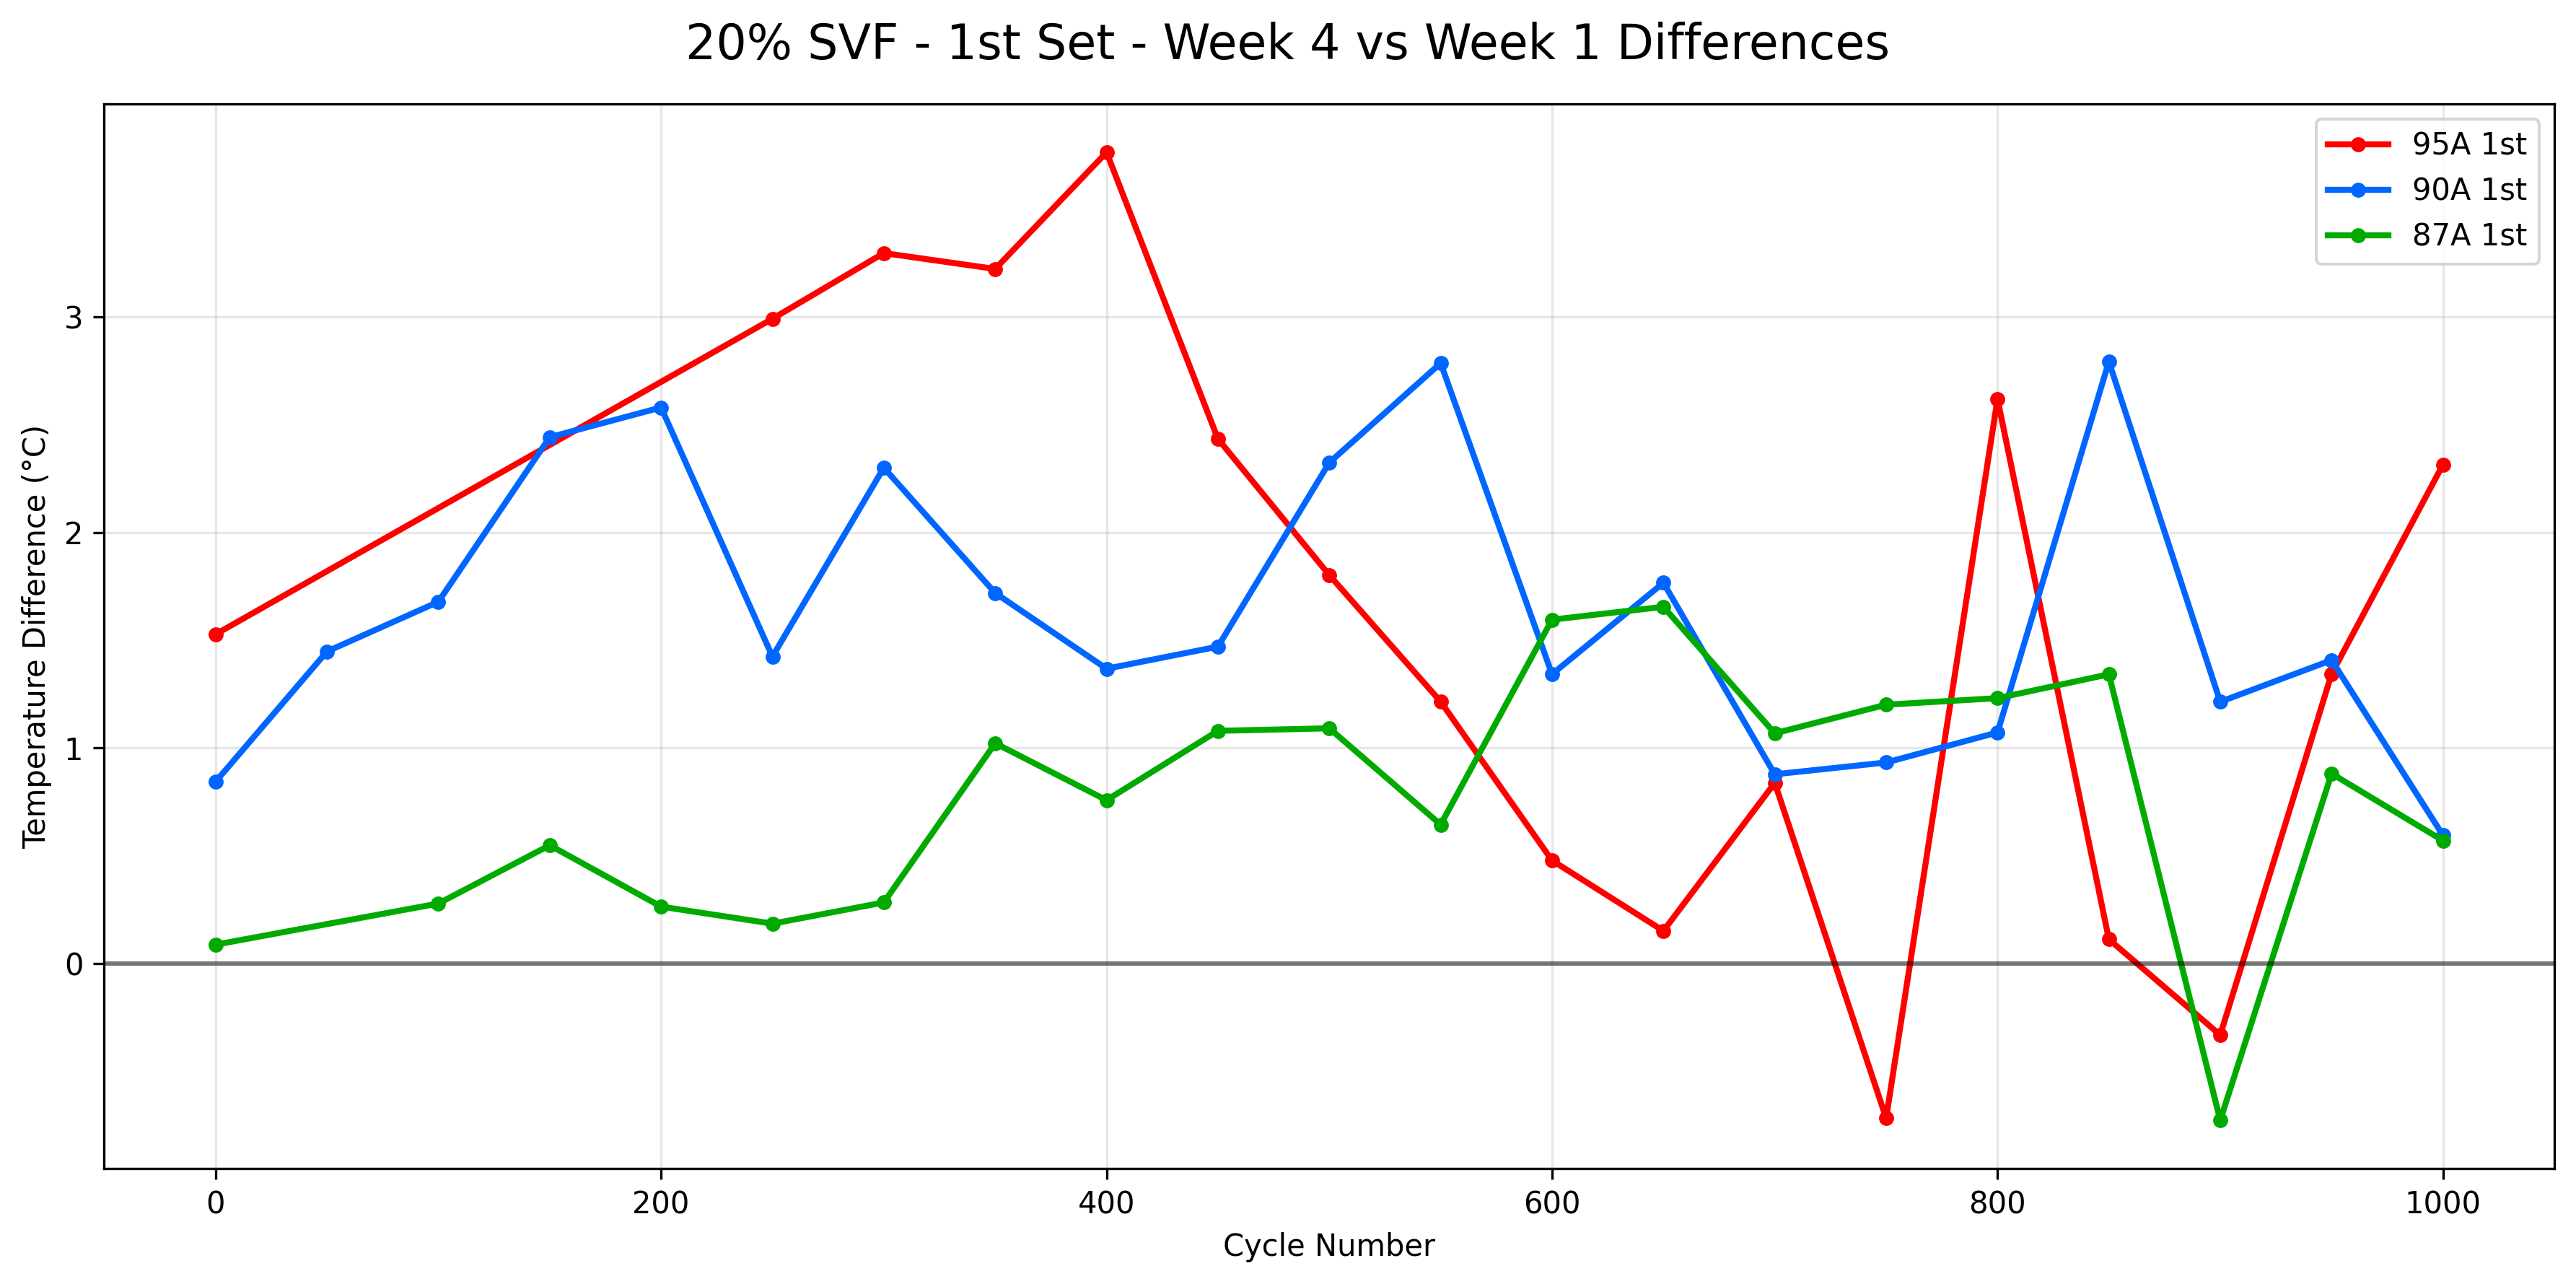 20% SVF - 1st Set - Week 4 vs Week 1 Differences
95A 1st
90A 1st
87A 1st
Temperature Difference (°C)
3
2
1
0
0
200
400
600
800
1000
Cycle Number